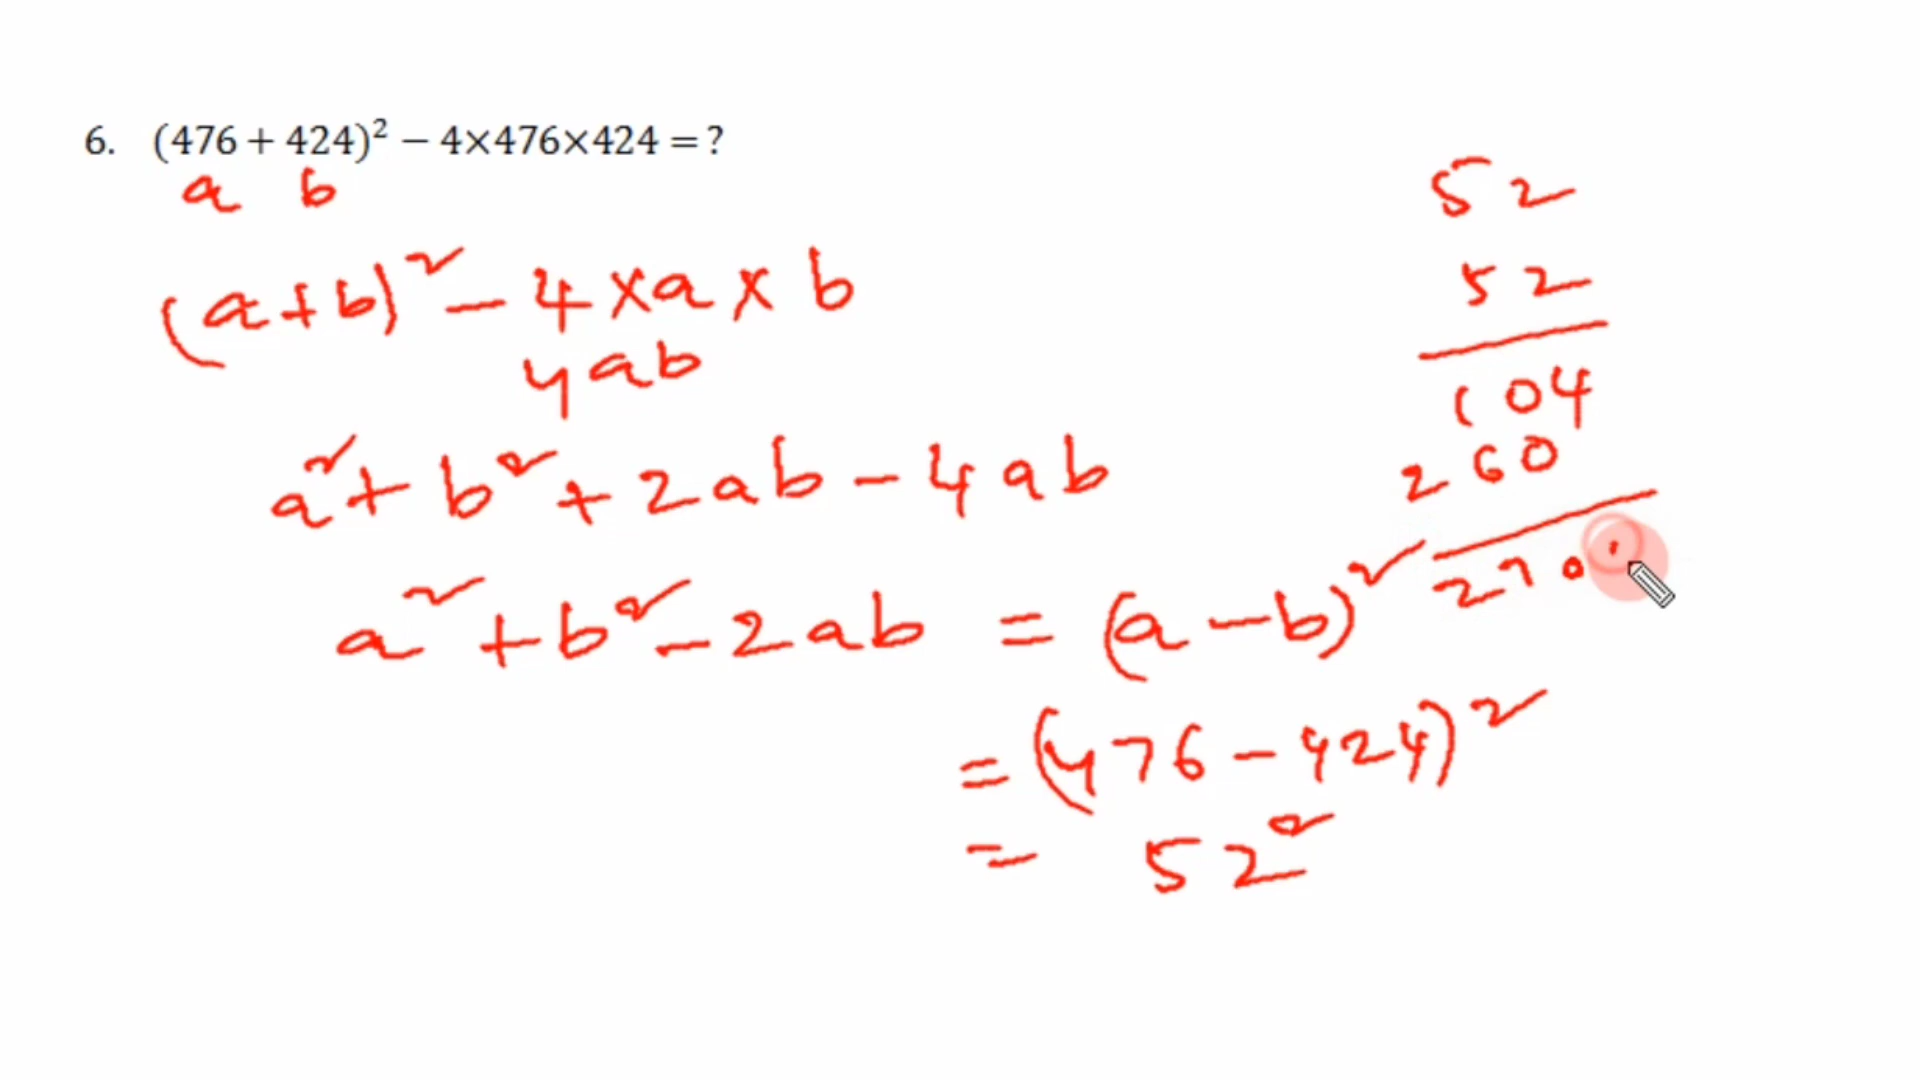 6. (476 + 424)² − 4×476×424 = ?
a b
(a+b)² − 4 × a × b
4ab
a² + b² + 2ab − 4ab
a² + b² − 2ab = (a − b)²
= (476 − 424)²
= 52²
52
52
104
260
270